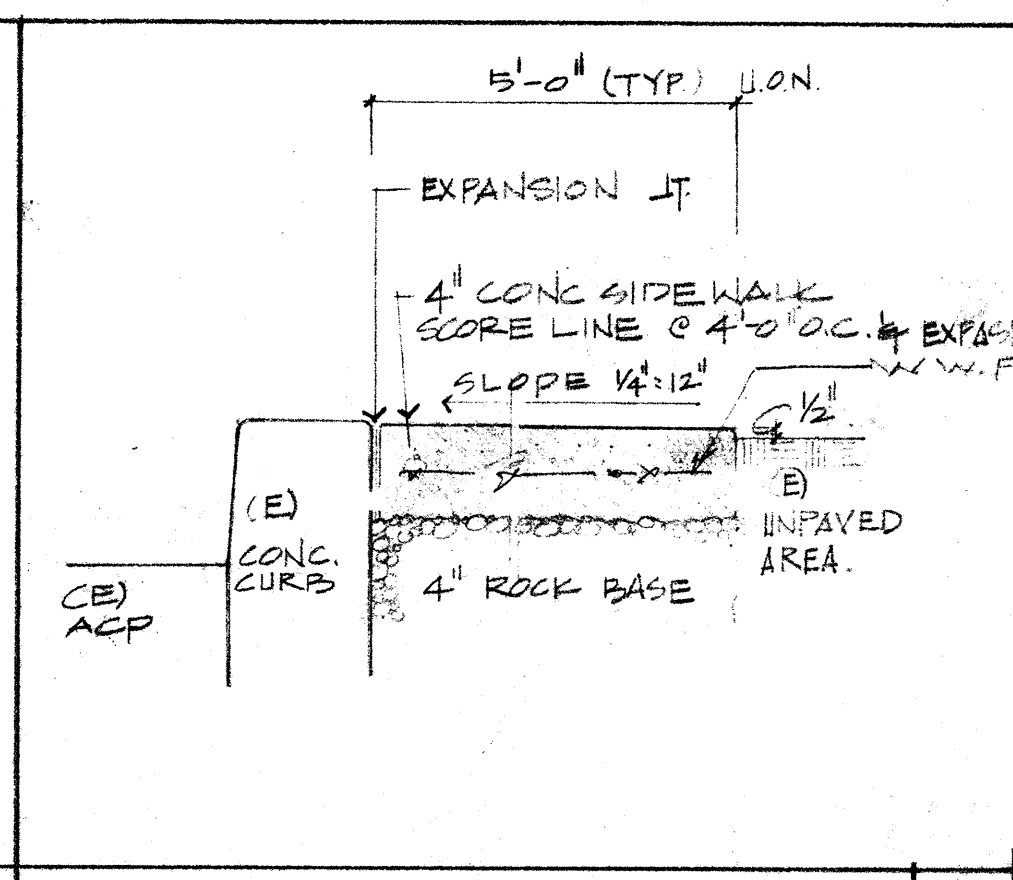 5'-0" (TYP.) U.O.N.
EXPANSION JT.
4" CONC SIDEWALK
SCORE LINE @ 4'-0" O.C. & EXPAS
W.W.F
SLOPE 1/4":12"
1/2"
(E)
CONC.
CURB
E)
UNPAVED
AREA.
(E)
ACP
4" ROCK BASE